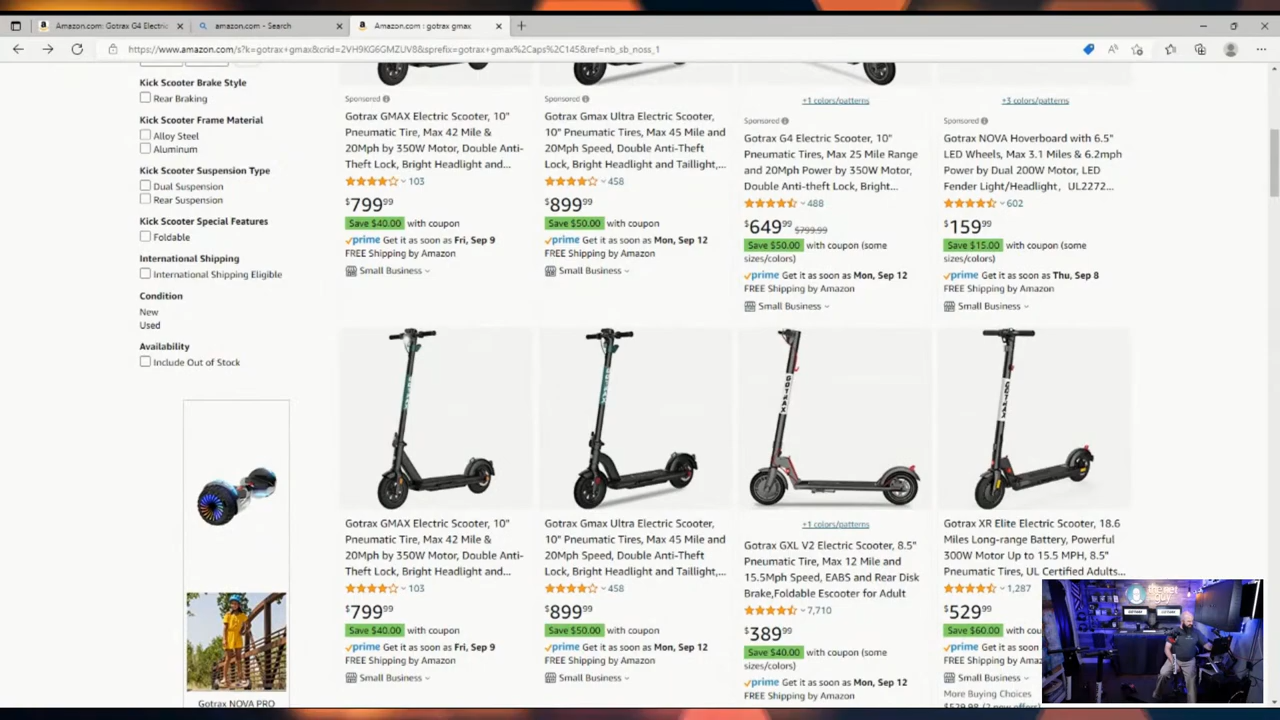 Amazon.com: Gotrax G4 Electric
amazon.com - Search
Amazon.com : gotrax gmax
https://www.amazon.com/s?k=gotrax+gmax&crid=2VH9KG6GMZUV8&sprefix=gotrax+gmax%2Caps%2C145&ref=nb_sb_noss_1
Kick Scooter Brake Style
Rear Braking
Kick Scooter Frame Material
Alloy Steel
Aluminum
Kick Scooter Suspension Type
Dual Suspension
Rear Suspension
Kick Scooter Special Features
Foldable
International Shipping
International Shipping Eligible
Condition
New
Used
Availability
Include Out of Stock
Gotrax NOVA PRO
Sponsored
Gotrax GMAX Electric Scooter, 10"
Pneumatic Tire, Max 42 Mile &
20Mph by 350W Motor, Double Anti-
Theft Lock, Bright Headlight and...
103
$799.99
Save $40.00 with coupon
prime Get it as soon as Fri, Sep 9
FREE Shipping by Amazon
Small Business
Sponsored
Gotrax Gmax Ultra Electric Scooter,
10" Pneumatic Tires, Max 45 Mile and
20Mph Speed, Double Anti-Theft
Lock, Bright Headlight and Taillight,...
458
$899.99
Save $50.00 with coupon
prime Get it as soon as Mon, Sep 12
FREE Shipping by Amazon
Small Business
+1 colors/patterns
Sponsored
Gotrax G4 Electric Scooter, 10"
Pneumatic Tire, Max 25 Mile Range
and 20Mph Power by 350W Motor,
Double Anti-theft Lock, Bright...
488
$649.99 $799.99
Save $50.00 with coupon (some
sizes/colors)
prime Get it as soon as Mon, Sep 12
FREE Shipping by Amazon
Small Business
+3 colors/patterns
Sponsored
Gotrax NOVA Hoverboard with 6.5"
LED Wheels, Max 3.1 Miles & 6.2mph
Power by Dual 200W Motor, LED
Fender Light/Headlight, UL2272...
602
$159.99
Save $15.00 with coupon (some
sizes/colors)
prime Get it as soon as Thu, Sep 8
FREE Shipping by Amazon
Small Business
Gotrax GMAX Electric Scooter, 10"
Pneumatic Tire, Max 42 Mile &
20Mph by 350W Motor, Double Anti-
Theft Lock, Bright Headlight and...
103
$799.99
Save $40.00 with coupon
prime Get it as soon as Fri, Sep 9
FREE Shipping by Amazon
Small Business
Gotrax Gmax Ultra Electric Scooter,
10" Pneumatic Tires, Max 45 Mile and
20Mph Speed, Double Anti-Theft
Lock, Bright Headlight and Taillight,...
458
$899.99
Save $50.00 with coupon
prime Get it as soon as Mon, Sep 12
FREE Shipping by Amazon
Small Business
GOTRAX
+1 colors/patterns
Gotrax GXL V2 Electric Scooter, 8.5"
Pneumatic Tire, Max 12 Mile and
15.5Mph Speed, EABS and Rear Disk
Brake,Foldable Escooter for Adult
7,710
$389.99
Save $40.00 with coupon (some
sizes/colors)
prime Get it as soon as Mon, Sep 12
FREE Shipping by Amazon
GOTRAX
Gotrax XR Elite Electric Scooter, 18.6
Miles Long-range Battery, Powerful
300W Motor Up to 15.5 MPH, 8.5"
Pneumatic Tires, UL Certified Adults...
1,287
$529.99
Save $60.00 with cou
prime Get it as soon as Mon
FREE Shipping by Amazon
Small Business
More Buying Choices